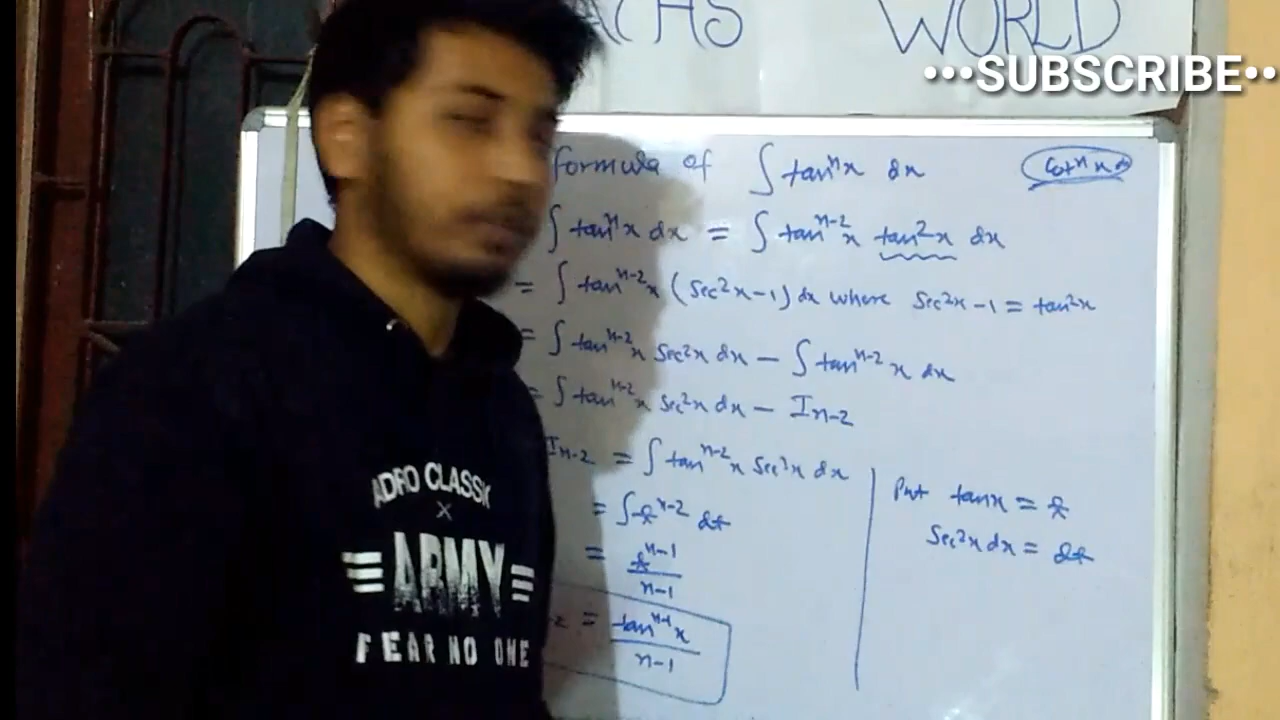 WORLD
•••SUBSCRIBE••
formula of ∫ tanⁿx dx
cotⁿ x dx
∫ tanⁿx dx = ∫ tanⁿ⁻²x tan²x dx
= ∫ tanⁿ⁻²x (sec²x-1) dx where sec²x-1 = tan²x
= ∫ tanⁿ⁻²x sec²x dx - ∫ tanⁿ⁻²x dx
= ∫ tanⁿ⁻²x sec²x dx - Iₙ₋₂
Iₙ₋₂ = ∫ tanⁿ⁻²x sec²x dx
= ∫ tⁿ⁻² dt
= tⁿ⁻¹/n-1
= tanⁿ⁻¹x/n-1
Put tanx = t
sec²x dx = dt
ADRO CLASSIC
×
ARMY
FEAR NO ONE